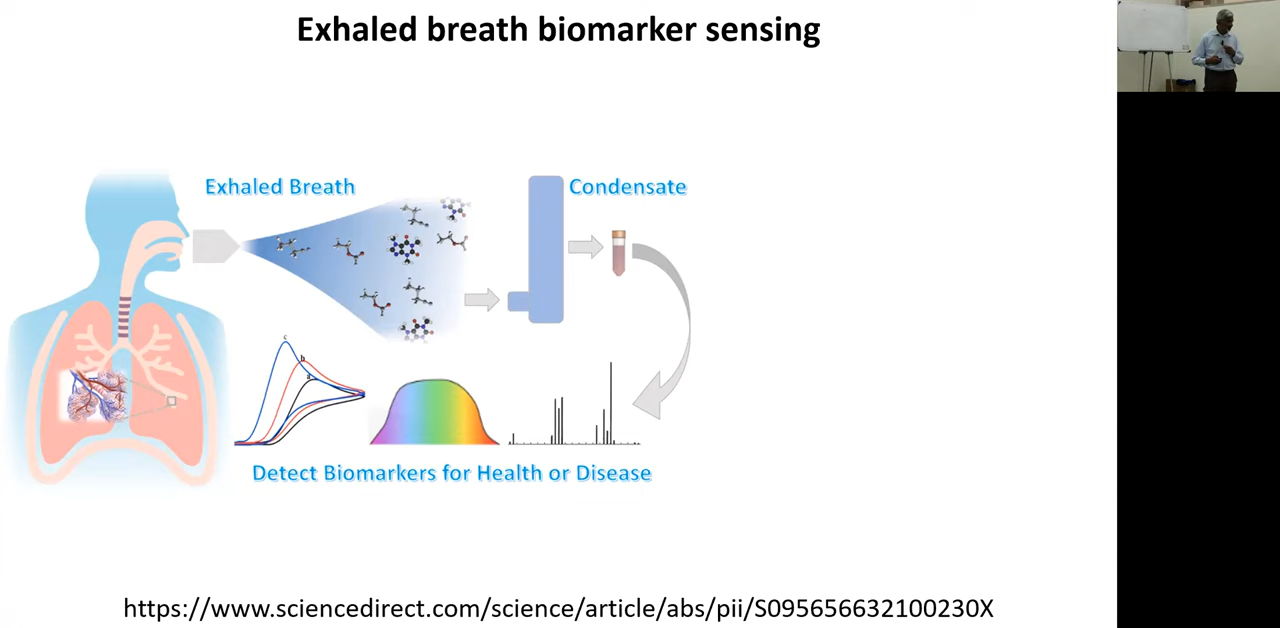 Exhaled breath biomarker sensing
Exhaled Breath
Condensate
c
b
a
Detect Biomarkers for Health or Disease
https://www.sciencedirect.com/science/article/abs/pii/S095656632100230X